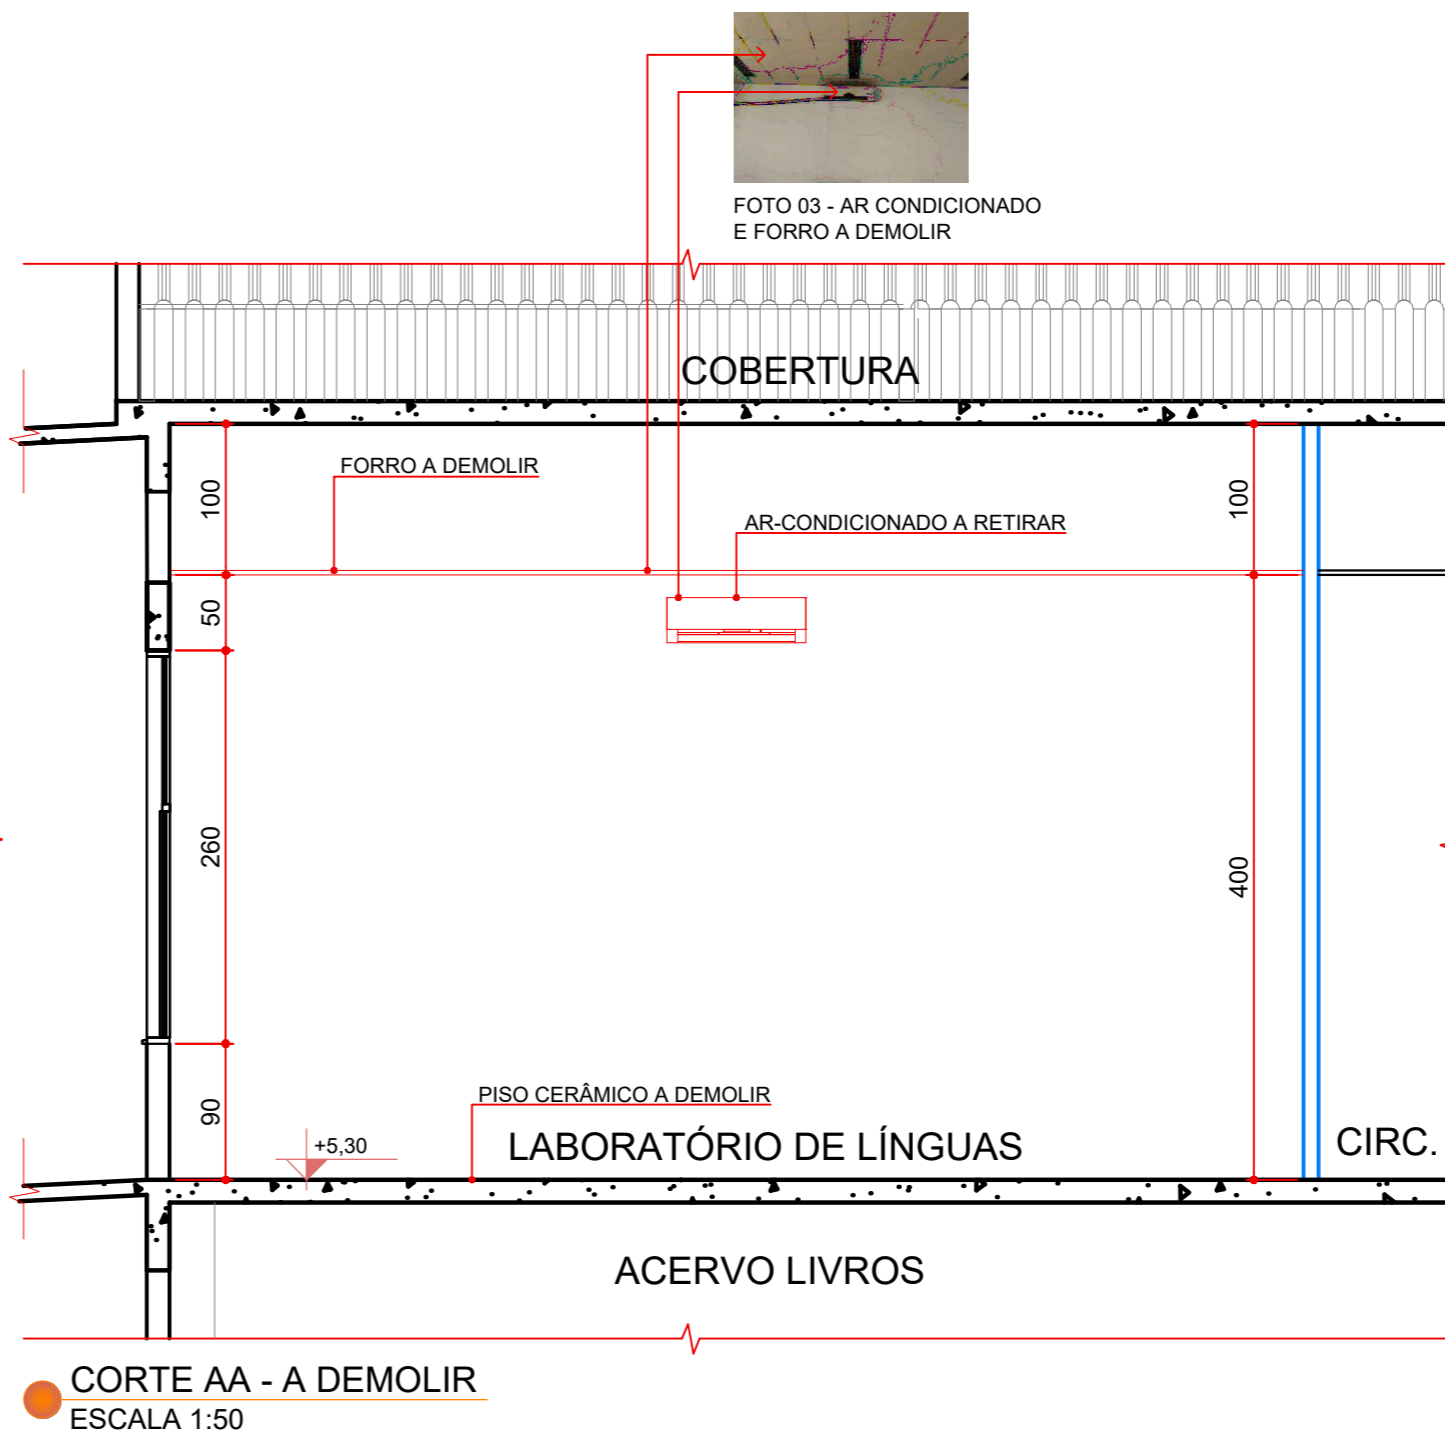 FOTO 03 - AR CONDICIONADO
E FORRO A DEMOLIR
COBERTURA
FORRO A DEMOLIR
100
100
AR-CONDICIONADO A RETIRAR
50
260
400
PISO CERÂMICO A DEMOLIR
90
+5,30
LABORATÓRIO DE LÍNGUAS
CIRC.
ACERVO LIVROS
CORTE AA - A DEMOLIR
ESCALA 1:50